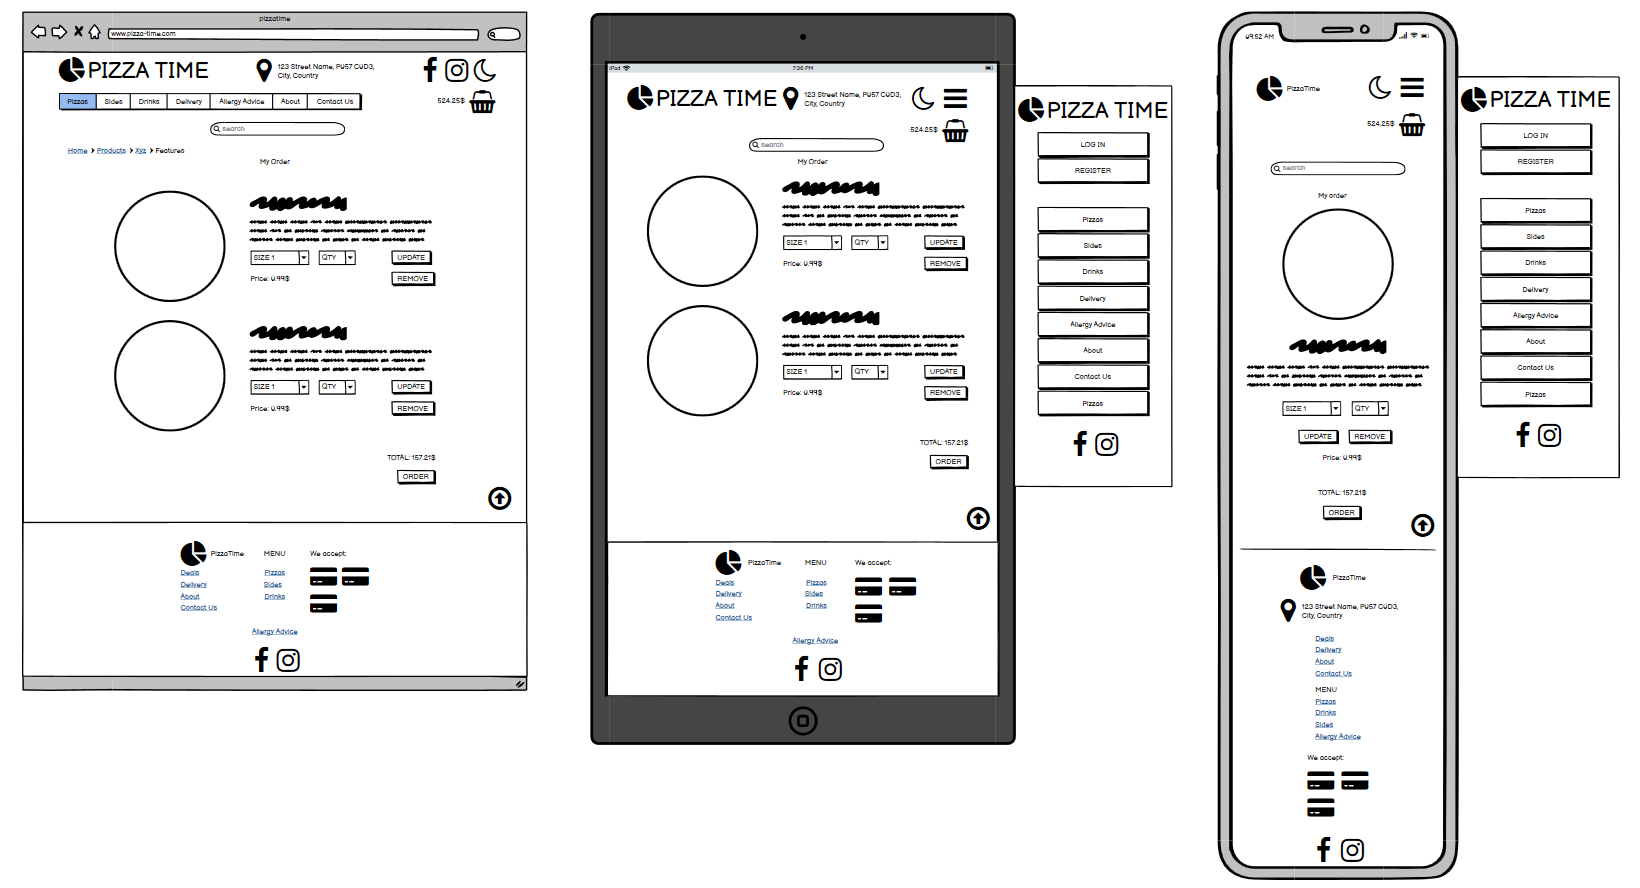 pizzatime
www.pizza-time.com
PIZZA TIME
123 Street Name, PU57 CUD3,
City, Country
Pizzas Sides Drinks Delivery Allergy Advice About Contact Us
524.25$
search
Home Products Xyz Features
My Order
SIZE 1 QTY UPDATE
Price: 0.99$ REMOVE
SIZE 1 QTY UPDATE
Price: 0.99$ REMOVE
TOTAL: 157.21$
ORDER
PizzaTime MENU We accept:
Deals Pizzas
Delivery Sides
About Drinks
Contact Us
Allergy Advice
iPad 7:36 PM
PIZZA TIME
123 Street Name, PU57 CUD3,
City, Country
524.25$
search
My Order
SIZE 1 QTY UPDATE
Price: 0.99$ REMOVE
SIZE 1 QTY UPDATE
Price: 0.99$ REMOVE
TOTAL: 157.21$
ORDER
PizzaTime MENU We accept:
Deals Pizzas
Delivery Sides
About Drinks
Contact Us
Allergy Advice
PIZZA TIME
LOG IN
REGISTER
Pizzas
Sides
Drinks
Delivery
Allergy Advice
About
Contact Us
Pizzas
09:52 AM
PizzaTime
524.25$
search
My order
SIZE 1 QTY
UPDATE REMOVE
Price: 0.99$
TOTAL: 157.21$
ORDER
PizzaTime
123 Street Name, PU57 CUD3,
City, Country
Deals
Delivery
About
Contact Us
MENU
Pizzas
Drinks
Sides
Allergy Advice
We accept:
PIZZA TIME
LOG IN
REGISTER
Pizzas
Sides
Drinks
Delivery
Allergy Advice
About
Contact Us
Pizzas